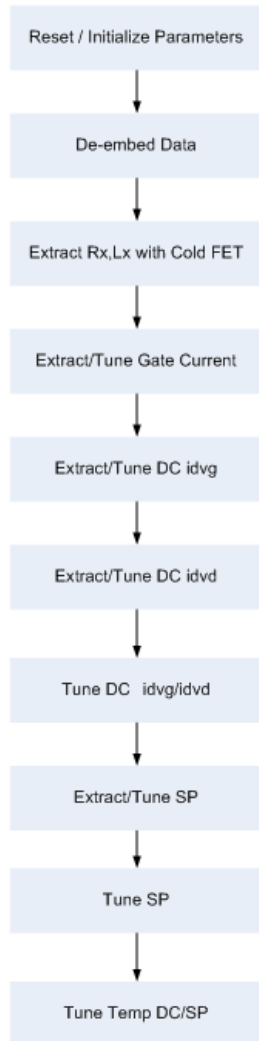 Reset / Initialize Parameters
De-embed Data
Extract Rx,Lx with Cold FET
Extract/Tune Gate Current
Extract/Tune DC idvg
Extract/Tune DC idvd
Tune DC idvg/idvd
Extract/Tune SP
Tune SP
Tune Temp DC/SP